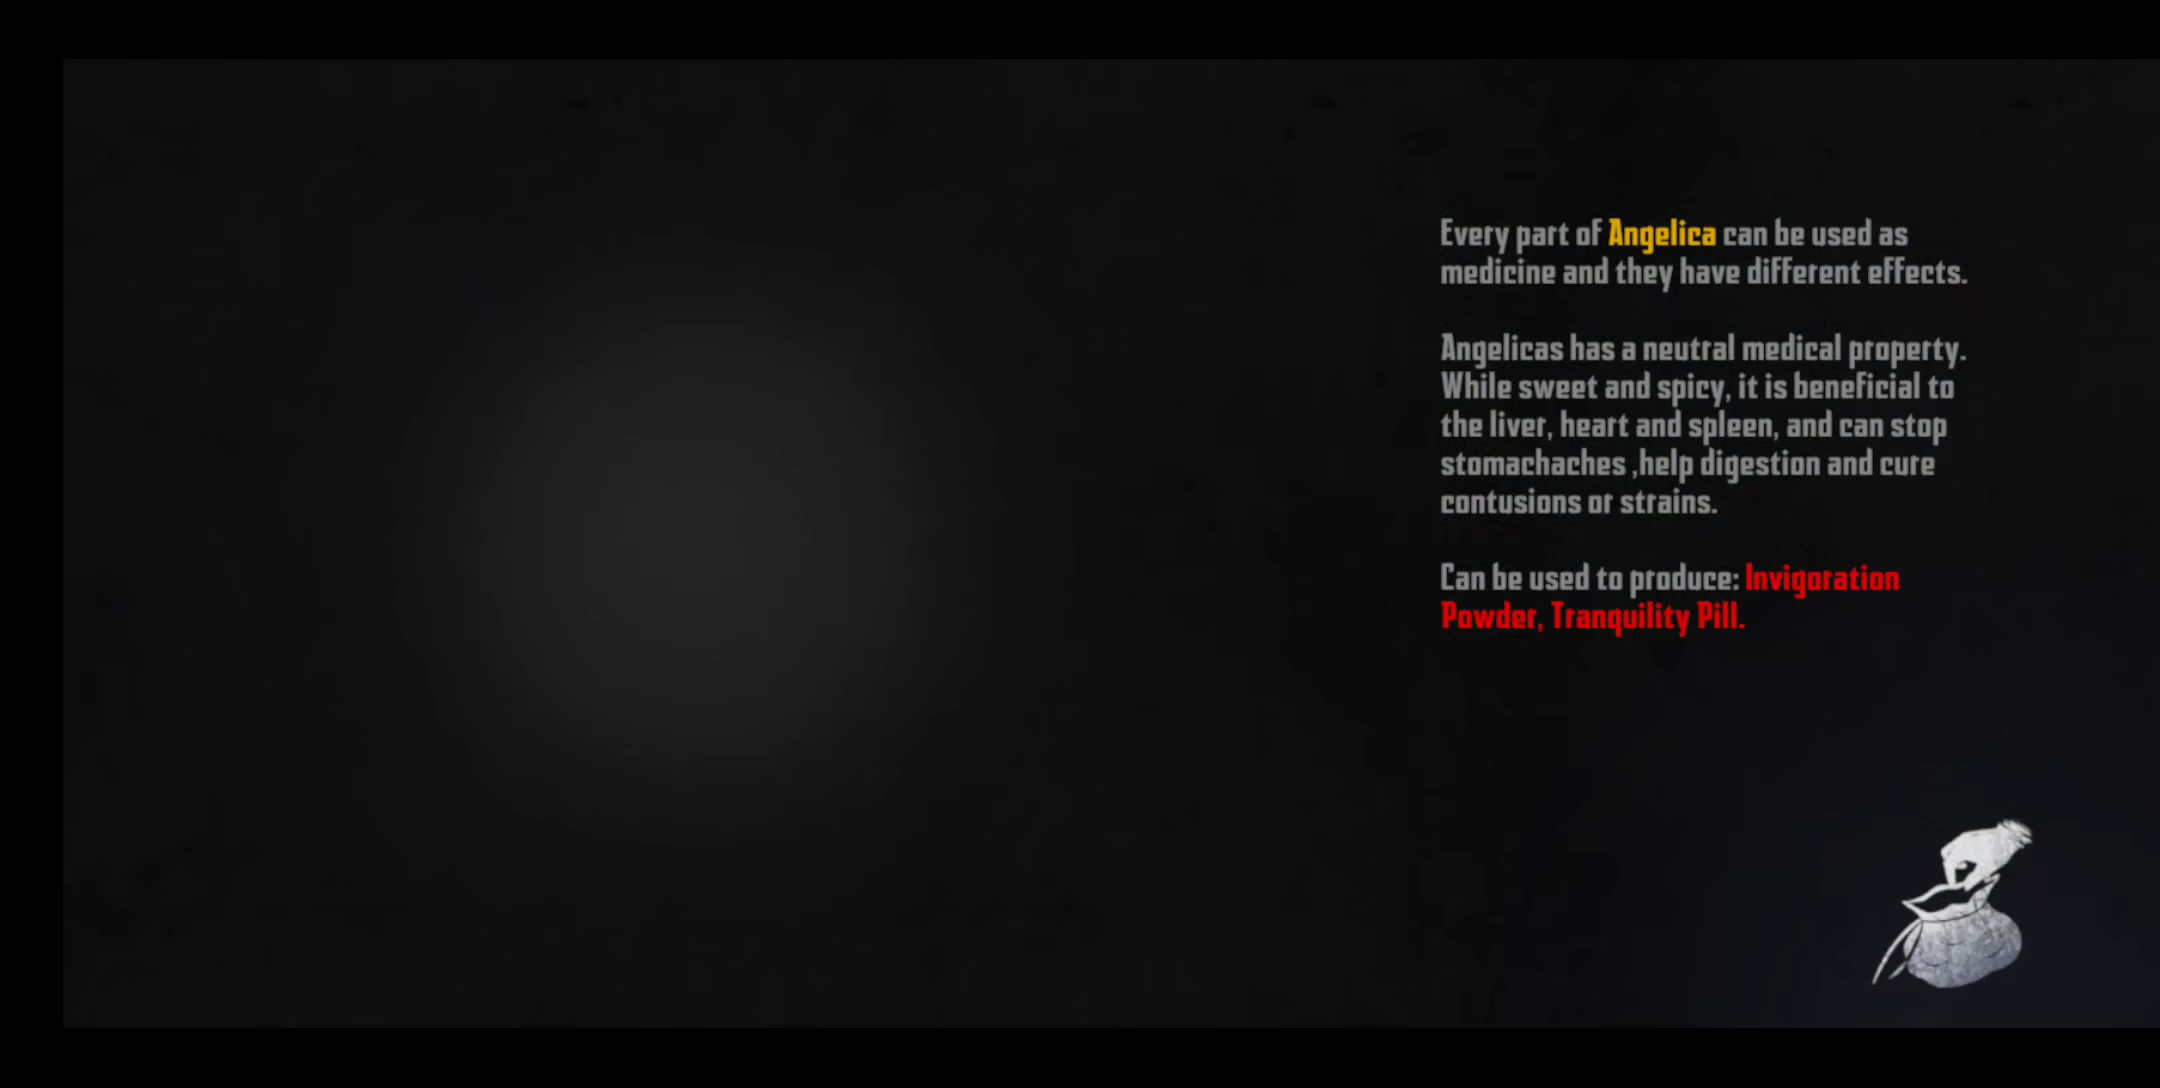 Every part of Angelica can be used as
medicine and they have different effects.
Angelicas has a neutral medical property.
While sweet and spicy, it is beneficial to
the liver, heart and spleen, and can stop
stomachaches ,help digestion and cure
contusions or strains.
Can be used to produce: Invigoration
Powder, Tranquility Pill.